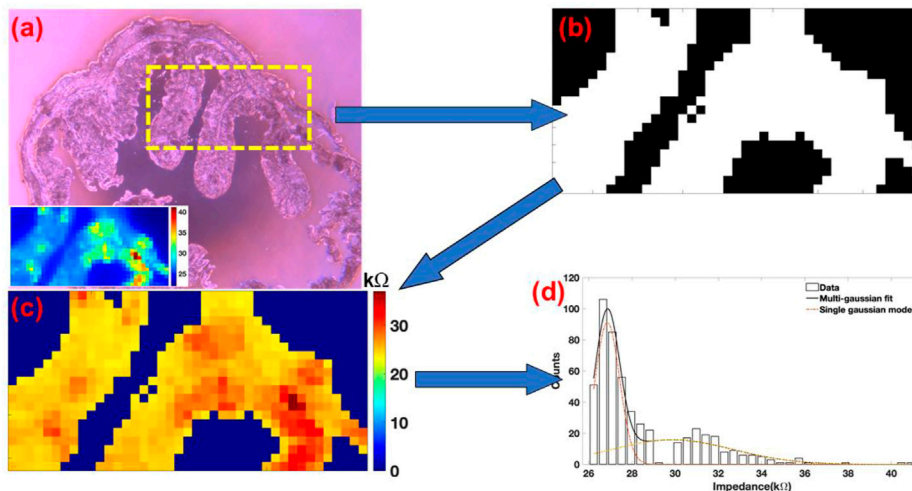 (a)
40
35
30
25
(b)
(c)
kΩ
30
20
10
0
(d)
Data
Multi-gaussian fit
Single gaussian mode
120
100
80
60
40
20
0
26 28 30 32 34 36 38 40
Impedance(kΩ)